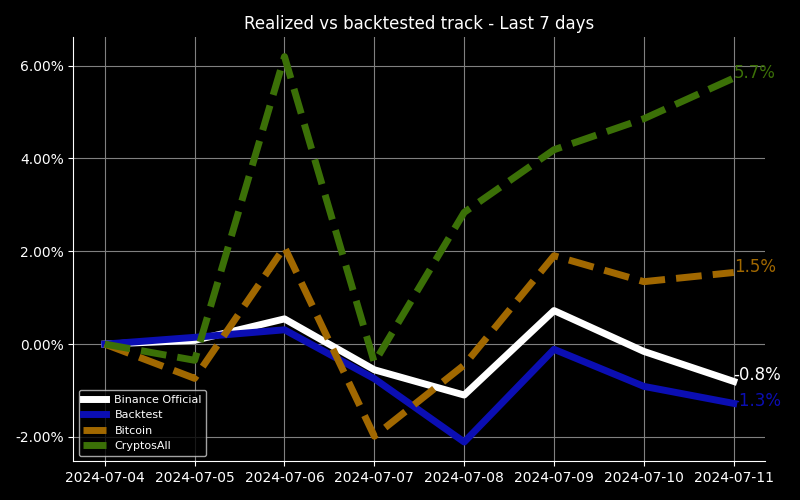 Realized vs backtested track - Last 7 days
6.00%
4.00%
2.00%
0.00%
-2.00%
5.7%
1.5%
-0.8%
-1.3%
Binance Official
Backtest
Bitcoin
CryptosAll
2024-07-04 2024-07-05 2024-07-06 2024-07-07 2024-07-08 2024-07-09 2024-07-10 2024-07-11